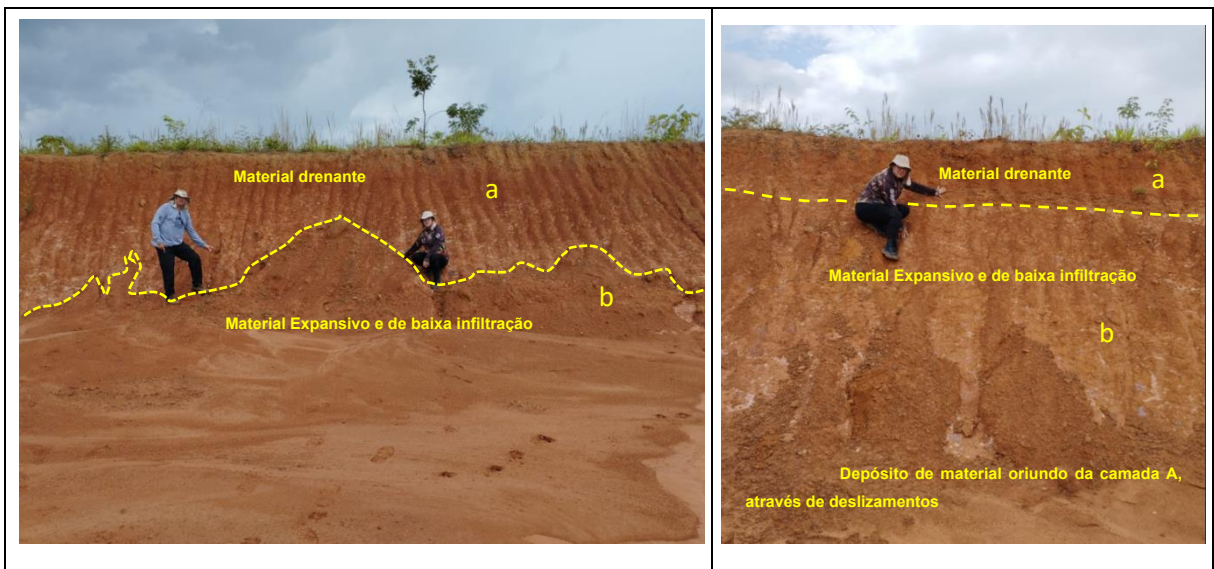 Material drenante
a
b
Material Expansivo e de baixa infiltração
Material drenante
a
Material Expansivo e de baixa infiltração
b
Depósito de material oriundo da camada A,
através de deslizamentos